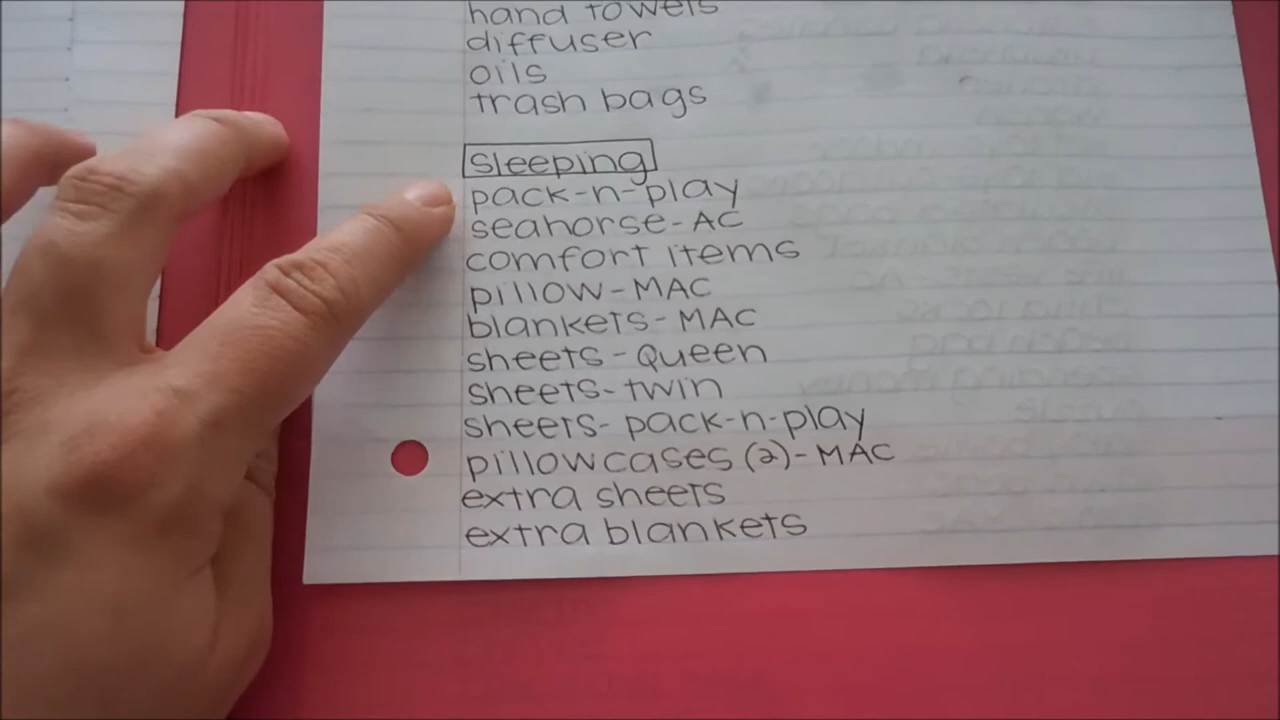 hand towels
diffuser
oils
trash bags
sleeping
pack-n-play
seahorse-AC
comfort items
pillow-MAC
blankets-MAC
sheets-Queen
sheets-twin
sheets-pack-n-play
pillowcases (2)-MAC
extra sheets
extra blankets